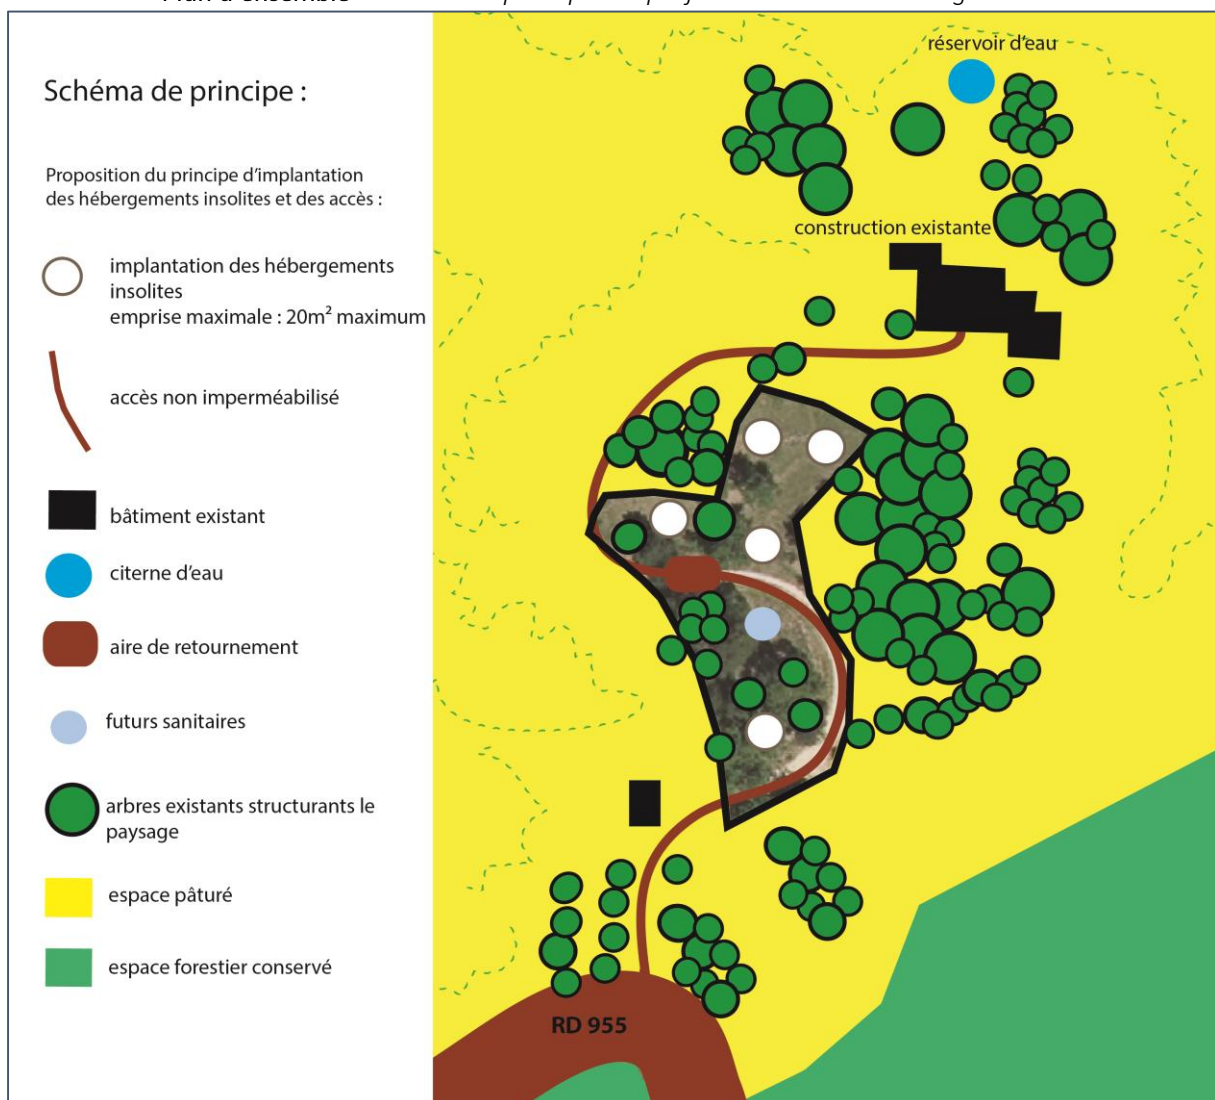 Schéma de principe :
Proposition du principe d'implantation
des hébergements insolites et des accès :
implantation des hébergements
insolites
emprise maximale : 20m² maximum
accès non imperméabilisé
bâtiment existant
citerne d'eau
aire de retournement
futurs sanitaires
arbres existants structurants le
paysage
espace pâturé
espace forestier conservé
réservoir d'eau
construction existante
RD 955